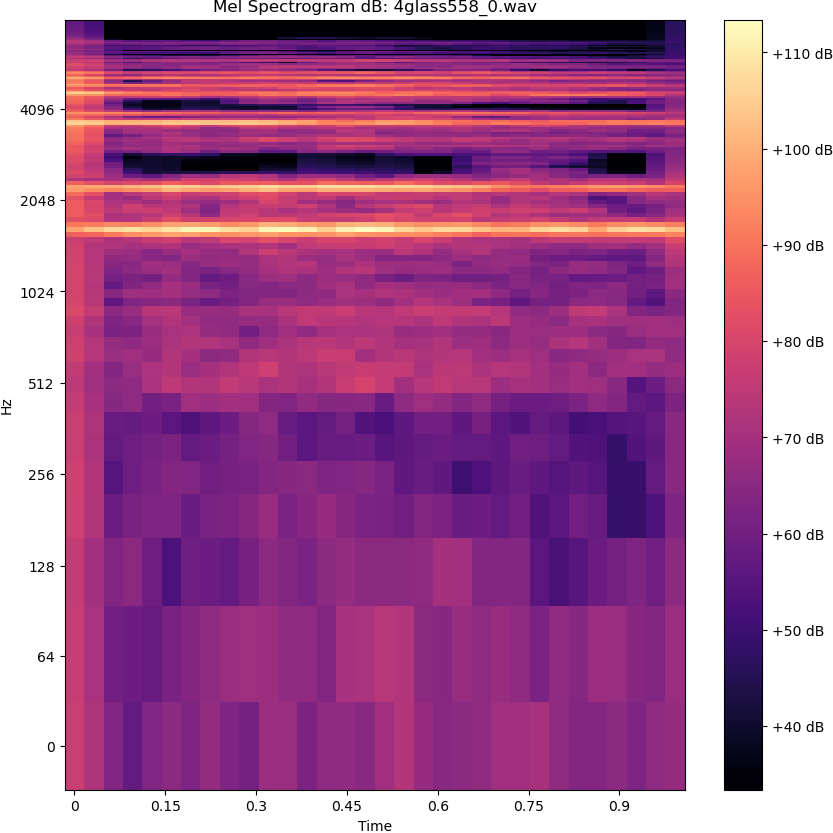 Mel Spectrogram dB: 4glass558_0.wav
+110 dB
+100 dB
+90 dB
+80 dB
+70 dB
+60 dB
+50 dB
+40 dB
4096
2048
1024
512
256
128
64
0
Hz
0 0.15 0.3 0.45 0.6 0.75 0.9
Time